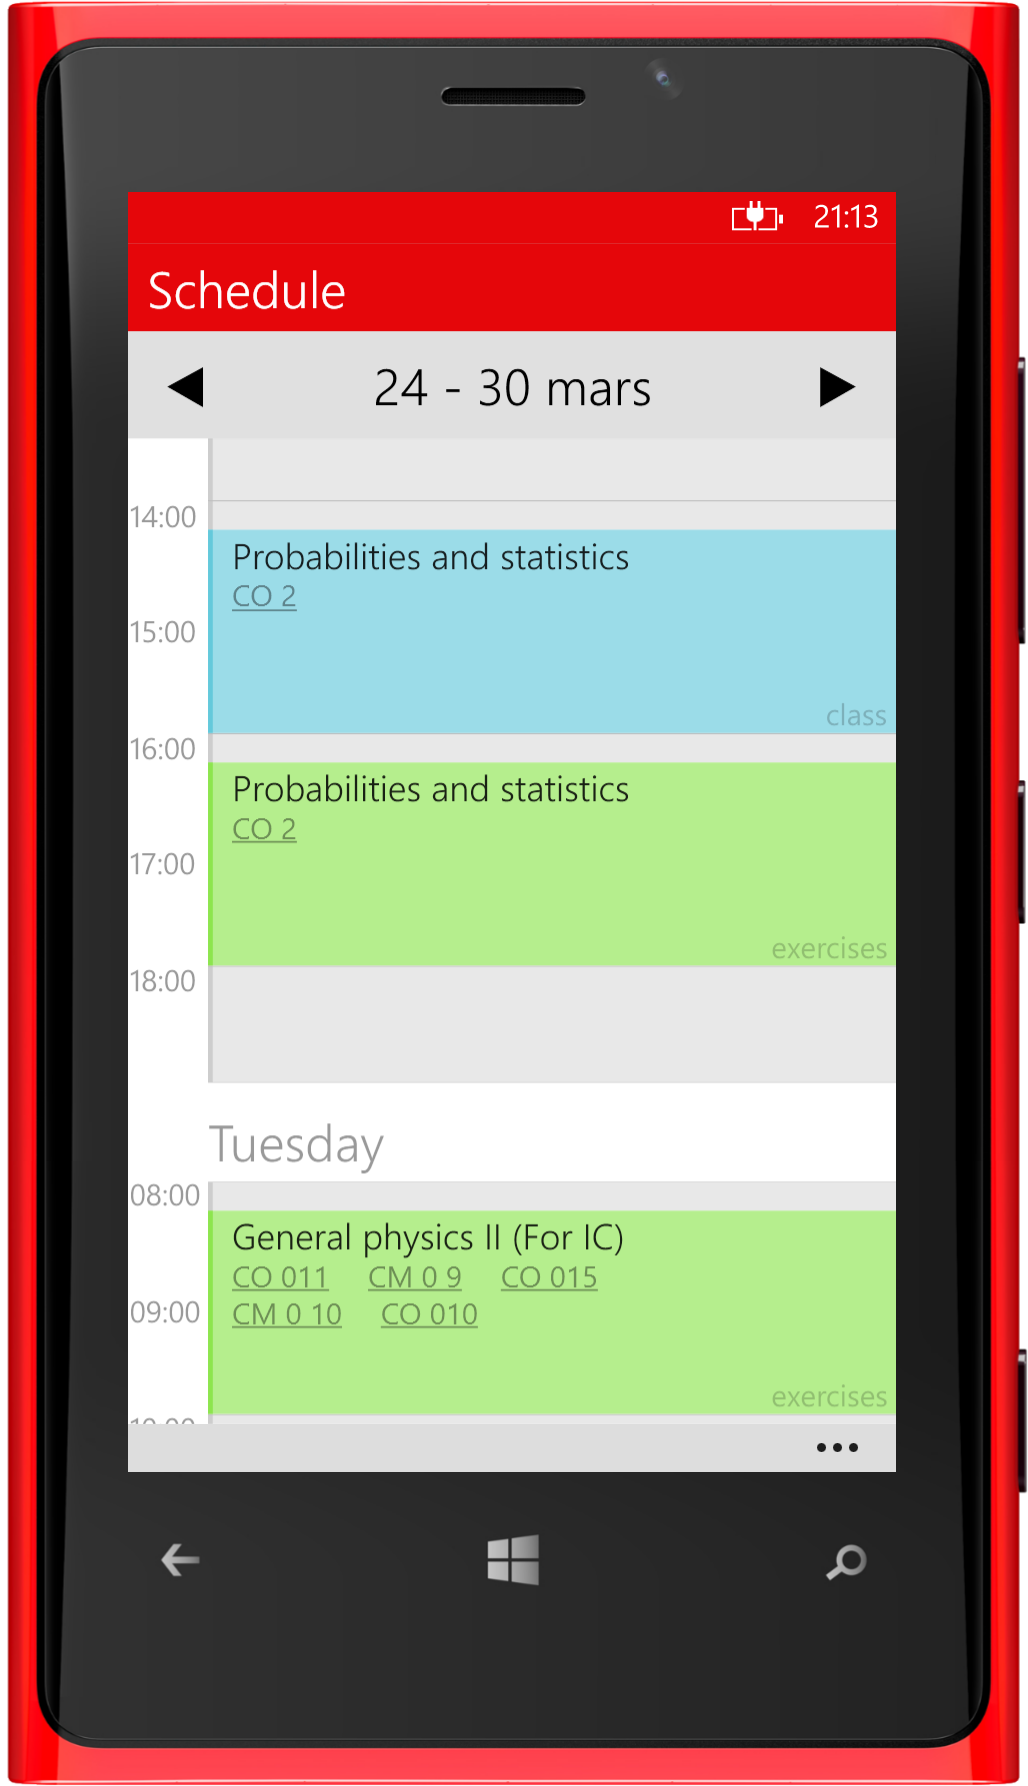 21:13
Schedule
24 - 30 mars
14:00
Probabilities and statistics
CO 2
15:00
class
16:00
Probabilities and statistics
CO 2
17:00
exercises
18:00
Tuesday
08:00
General physics II (For IC)
CO 011 CM 0 9 CO 015
09:00
CM 0 10 CO 010
exercises